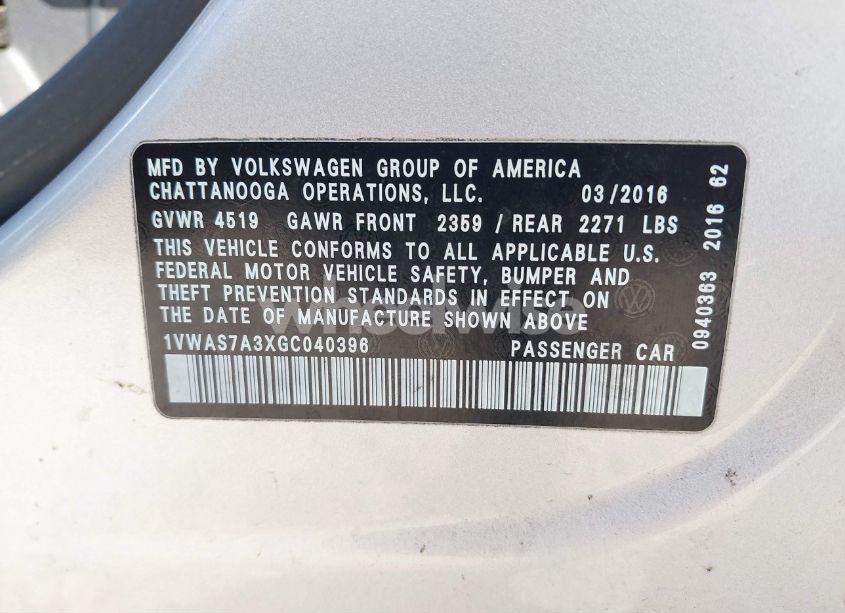 MFD BY VOLKSWAGEN GROUP OF AMERICA
CHATTANOOGA OPERATIONS, LLC. 03/2016
GVWR 4519 GAWR FRONT 2359 / REAR 2271 LBS
THIS VEHICLE CONFORMS TO ALL APPLICABLE U.S.
FEDERAL MOTOR VEHICLE SAFETY, BUMPER AND
THEFT PREVENTION STANDARDS IN EFFECT ON
THE DATE OF MANUFACTURE SHOWN ABOVE
1VWAS7A3XGC040396 PASSENGER CAR
0940363 2016 62
wheelwise